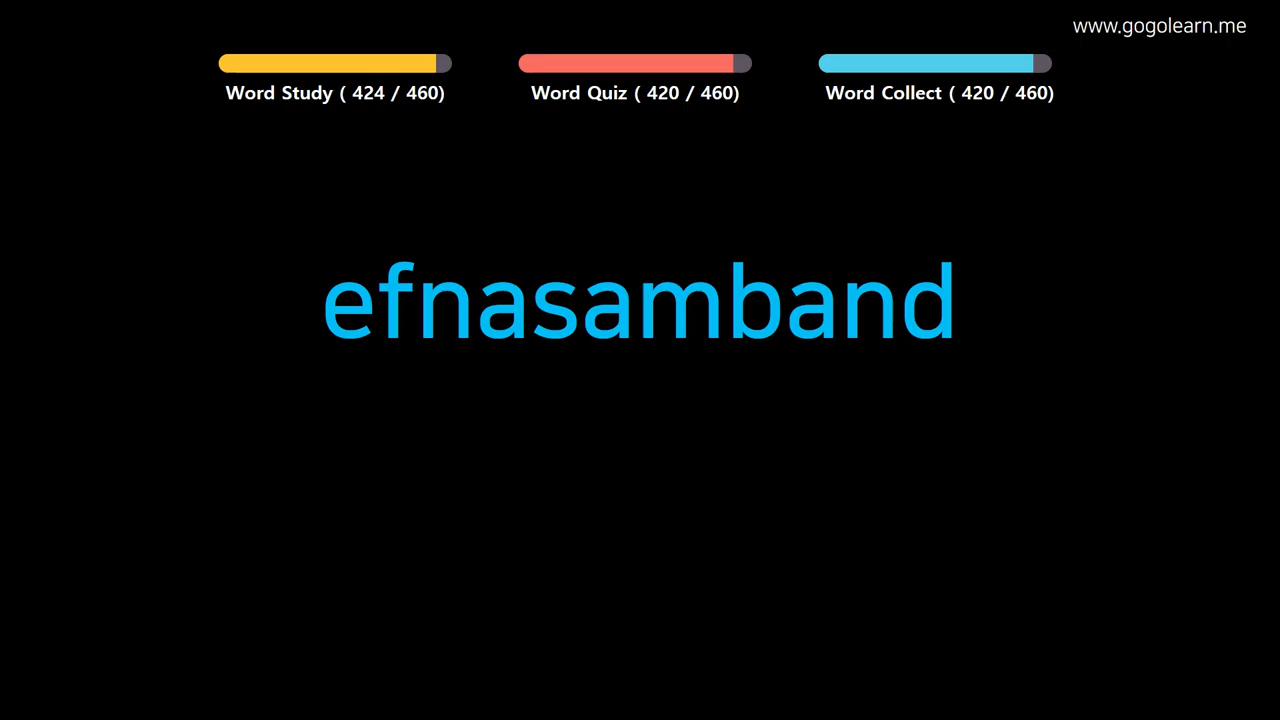 www.gogolearn.me
Word Study ( 424 / 460)
Word Quiz ( 420 / 460)
Word Collect ( 420 / 460)
efnasamband